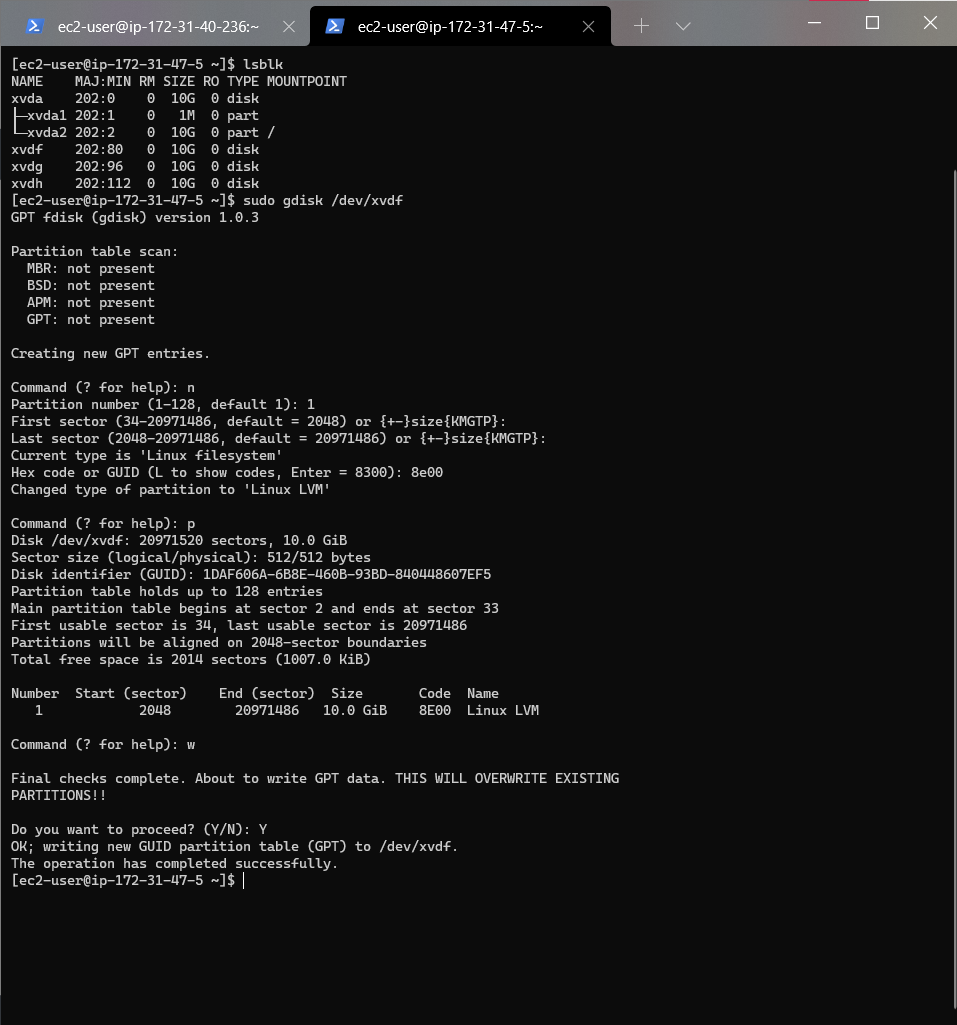 ec2-user@ip-172-31-40-236:~
ec2-user@ip-172-31-47-5:~
[ec2-user@ip-172-31-47-5 ~]$ lsblk
NAME    MAJ:MIN RM SIZE RO TYPE MOUNTPOINT
xvda    202:0    0  10G  0 disk
├─xvda1 202:1    0   1M  0 part
└─xvda2 202:2    0  10G  0 part /
xvdf    202:80   0  10G  0 disk
xvdg    202:96   0  10G  0 disk
xvdh    202:112  0  10G  0 disk
[ec2-user@ip-172-31-47-5 ~]$ sudo gdisk /dev/xvdf
GPT fdisk (gdisk) version 1.0.3

Partition table scan:
  MBR: not present
  BSD: not present
  APM: not present
  GPT: not present

Creating new GPT entries.

Command (? for help): n
Partition number (1-128, default 1): 1
First sector (34-20971486, default = 2048) or {+-}size{KMGTP}:
Last sector (2048-20971486, default = 20971486) or {+-}size{KMGTP}:
Current type is 'Linux filesystem'
Hex code or GUID (L to show codes, Enter = 8300): 8e00
Changed type of partition to 'Linux LVM'

Command (? for help): p
Disk /dev/xvdf: 20971520 sectors, 10.0 GiB
Sector size (logical/physical): 512/512 bytes
Disk identifier (GUID): 1DAF606A-6B8E-460B-93BD-840448607EF5
Partition table holds up to 128 entries
Main partition table begins at sector 2 and ends at sector 33
First usable sector is 34, last usable sector is 20971486
Partitions will be aligned on 2048-sector boundaries
Total free space is 2014 sectors (1007.0 KiB)

Number  Start (sector)    End (sector)  Size       Code  Name
   1            2048        20971486   10.0 GiB    8E00  Linux LVM

Command (? for help): w

Final checks complete. About to write GPT data. THIS WILL OVERWRITE EXISTING
PARTITIONS!!

Do you want to proceed? (Y/N): Y
OK; writing new GUID partition table (GPT) to /dev/xvdf.
The operation has completed successfully.
[ec2-user@ip-172-31-47-5 ~]$